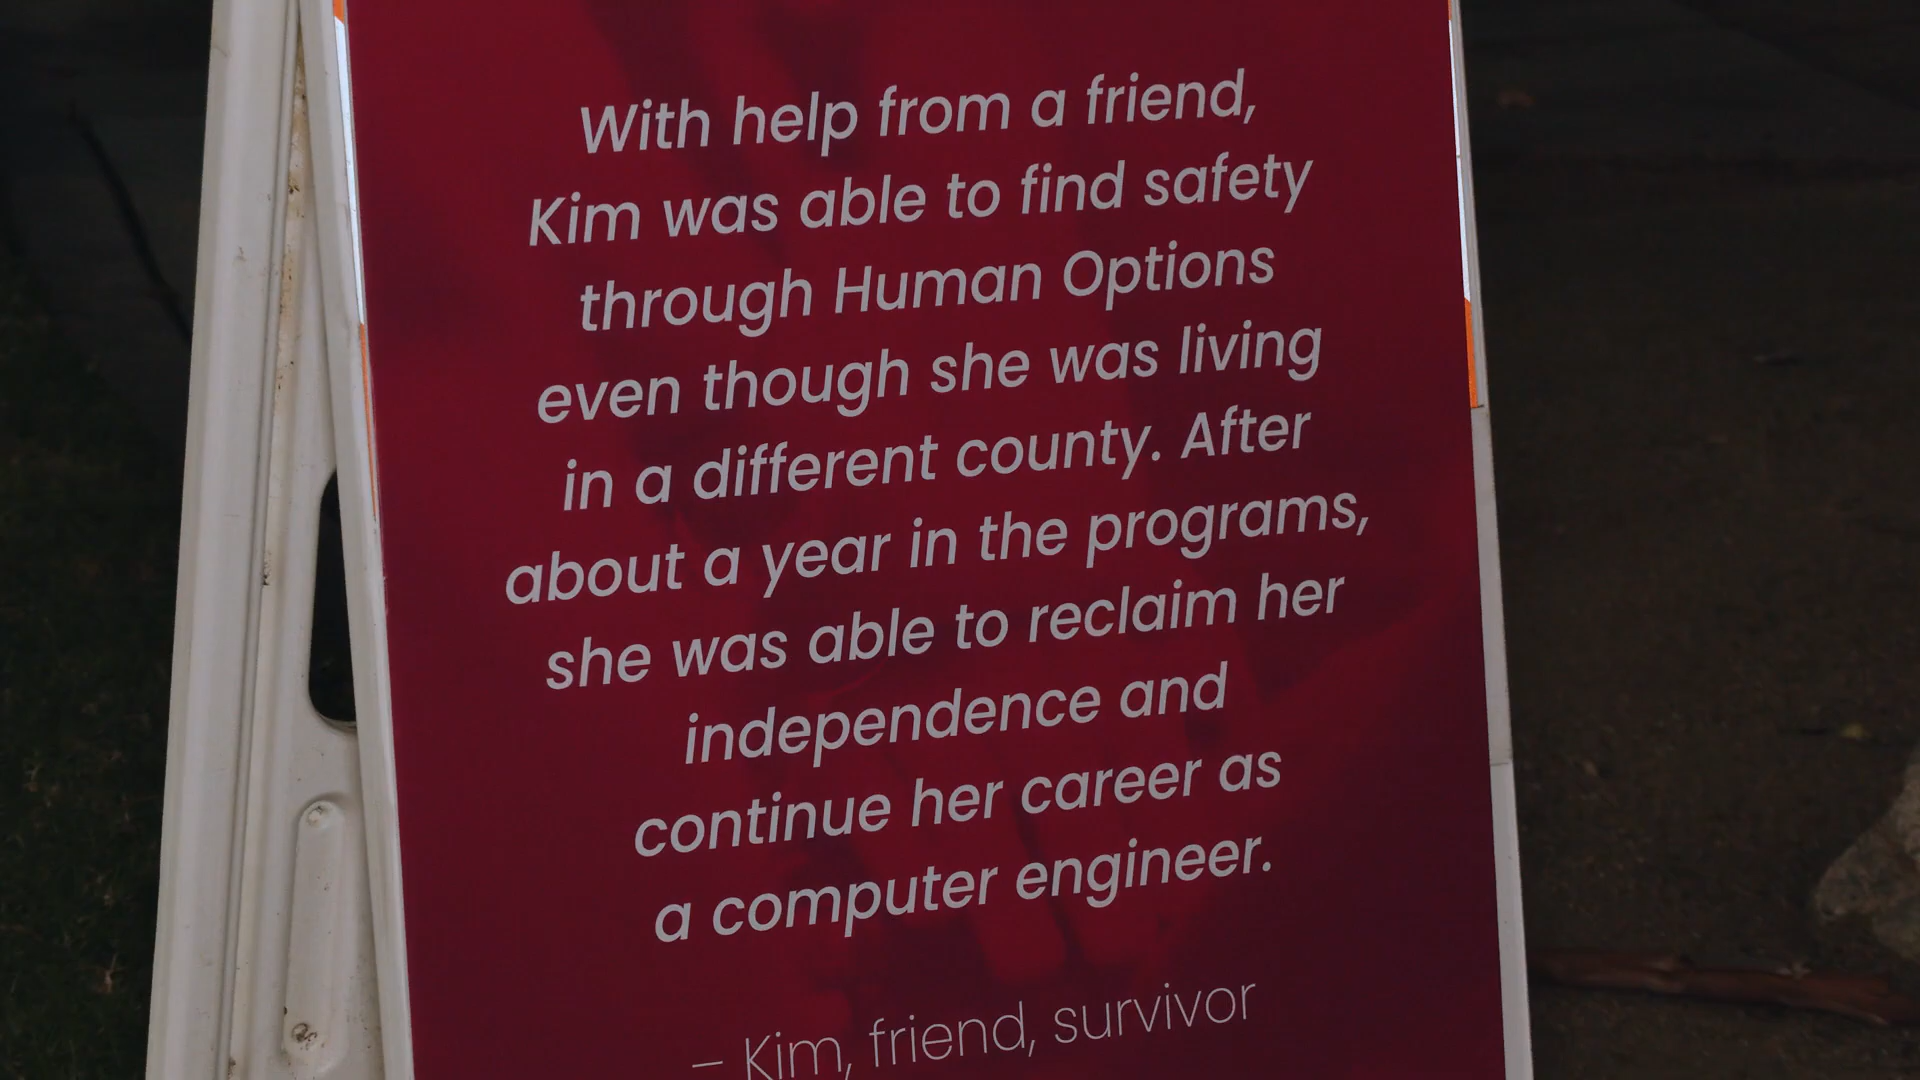 With help from a friend,
Kim was able to find safety
through Human Options
even though she was living
in a different county. After
about a year in the programs,
she was able to reclaim her
independence and
continue her career as
a computer engineer.
– Kim, friend, survivor